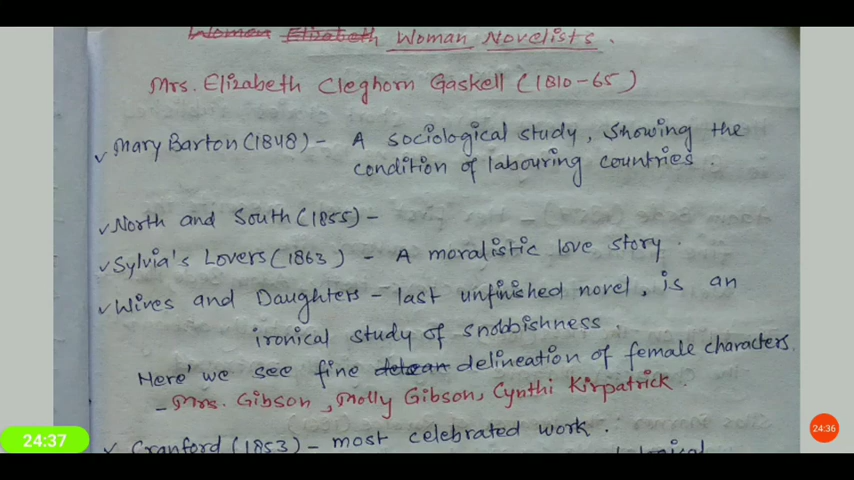 Women Elizabeth Woman Novelists.
Mrs. Elizabeth Cleghorn Gaskell (1810-65)
✓ Mary Barton (1848) - A sociological study, showing the
condition of labouring countries.
✓ North and South (1855) -
✓ Sylvia's Lovers (1863) - A moralistic love story.
✓ Wives and Daughters - last unfinished novel, is an
ironical study of snobbishness.
Here we see fine delineation of female characters.
- Mrs. Gibson, Molly Gibson, Cynthi Kirpatrick.
✓ Cranford (1853) - most celebrated work.
24:37
24:36